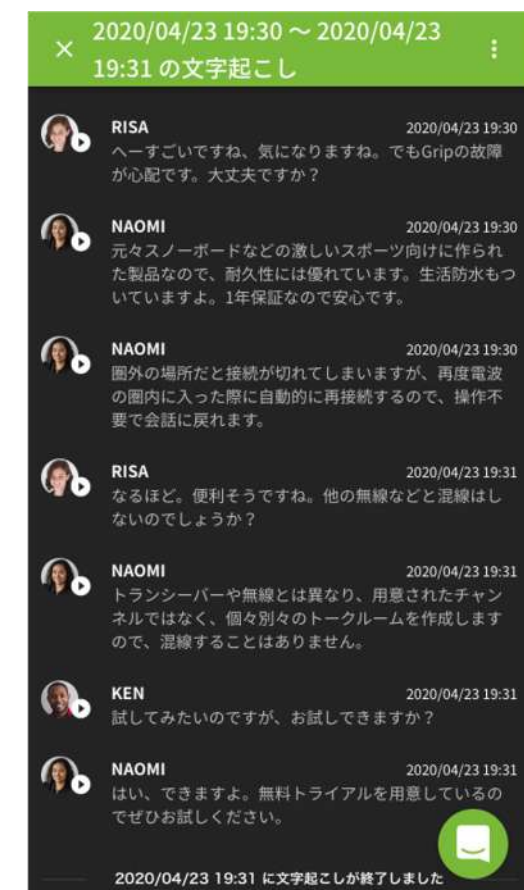 2020/04/23 19:30 ～ 2020/04/23
19:31 の文字起こし
RISA 2020/04/23 19:30
へーすごいですね、気になりますね。でもGripの故障
が心配です。大丈夫ですか？
NAOMI 2020/04/23 19:30
元々スノーボードなどの激しいスポーツ向けに作られ
た製品なので、耐久性には優れています。生活防水もつ
いていますよ。1年保証なので安心です。
NAOMI 2020/04/23 19:30
圏外の場所だと接続が切れてしまいますが、再度電波
の圏内に入った際に自動的に再接続するので、操作不
要で会話に戻れます。
RISA 2020/04/23 19:31
なるほど。便利そうですね。他の無線などと混線はし
ないのでしょうか？
NAOMI 2020/04/23 19:31
トランシーバーや無線とは異なり、用意されたチャン
ネルではなく、個々別々のトークルームを作成します
ので、混線することはありません。
KEN 2020/04/23 19:31
試してみたいのですが、お試しできますか？
NAOMI 2020/04/23 19:31
はい、できますよ。無料トライアルを用意しているの
でぜひお試しください。
2020/04/23 19:31 に文字起こしが終了しました